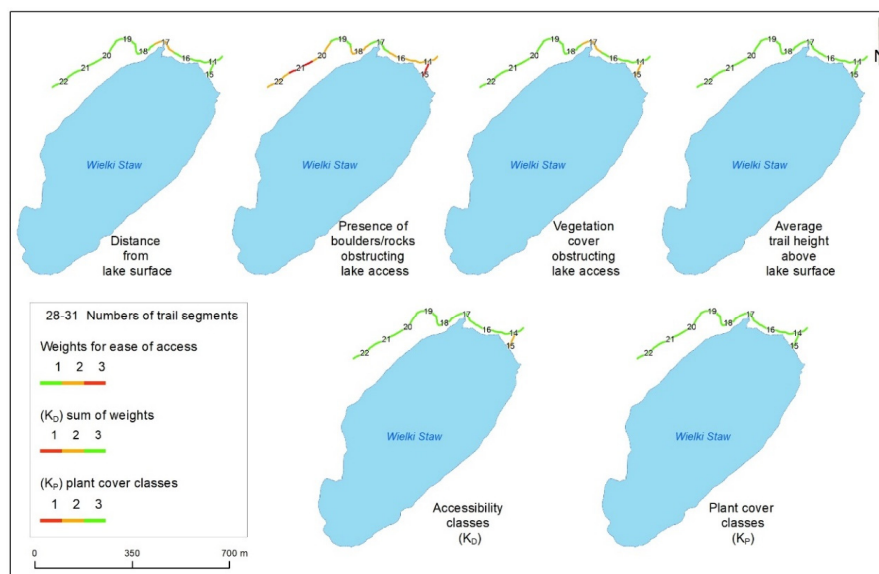 19
20 18 17
21 16 14
22 15
Wielki Staw
Distance
from
lake surface
19
20 18 17
21 16 14
22 15
Wielki Staw
Presence of
boulders/rocks
obstructing
lake access
19
20 18 17
21 16 14
22 15
Wielki Staw
Vegetation
cover
obstructing
lake access
19
20 18 17
21 16 14
22 15
Wielki Staw
Average
trail height
above
lake surface
N
28-31 Numbers of trail segments
Weights for ease of access
1 2 3
(KD) sum of weights
1 2 3
(KP) plant cover classes
1 2 3
0 350 700 m
19
20 18 17
21 16 14
22 15
Wielki Staw
Accessibility
classes
(KD)
19
20 18 17
21 16 14
22 15
Wielki Staw
Plant cover
classes
(KP)